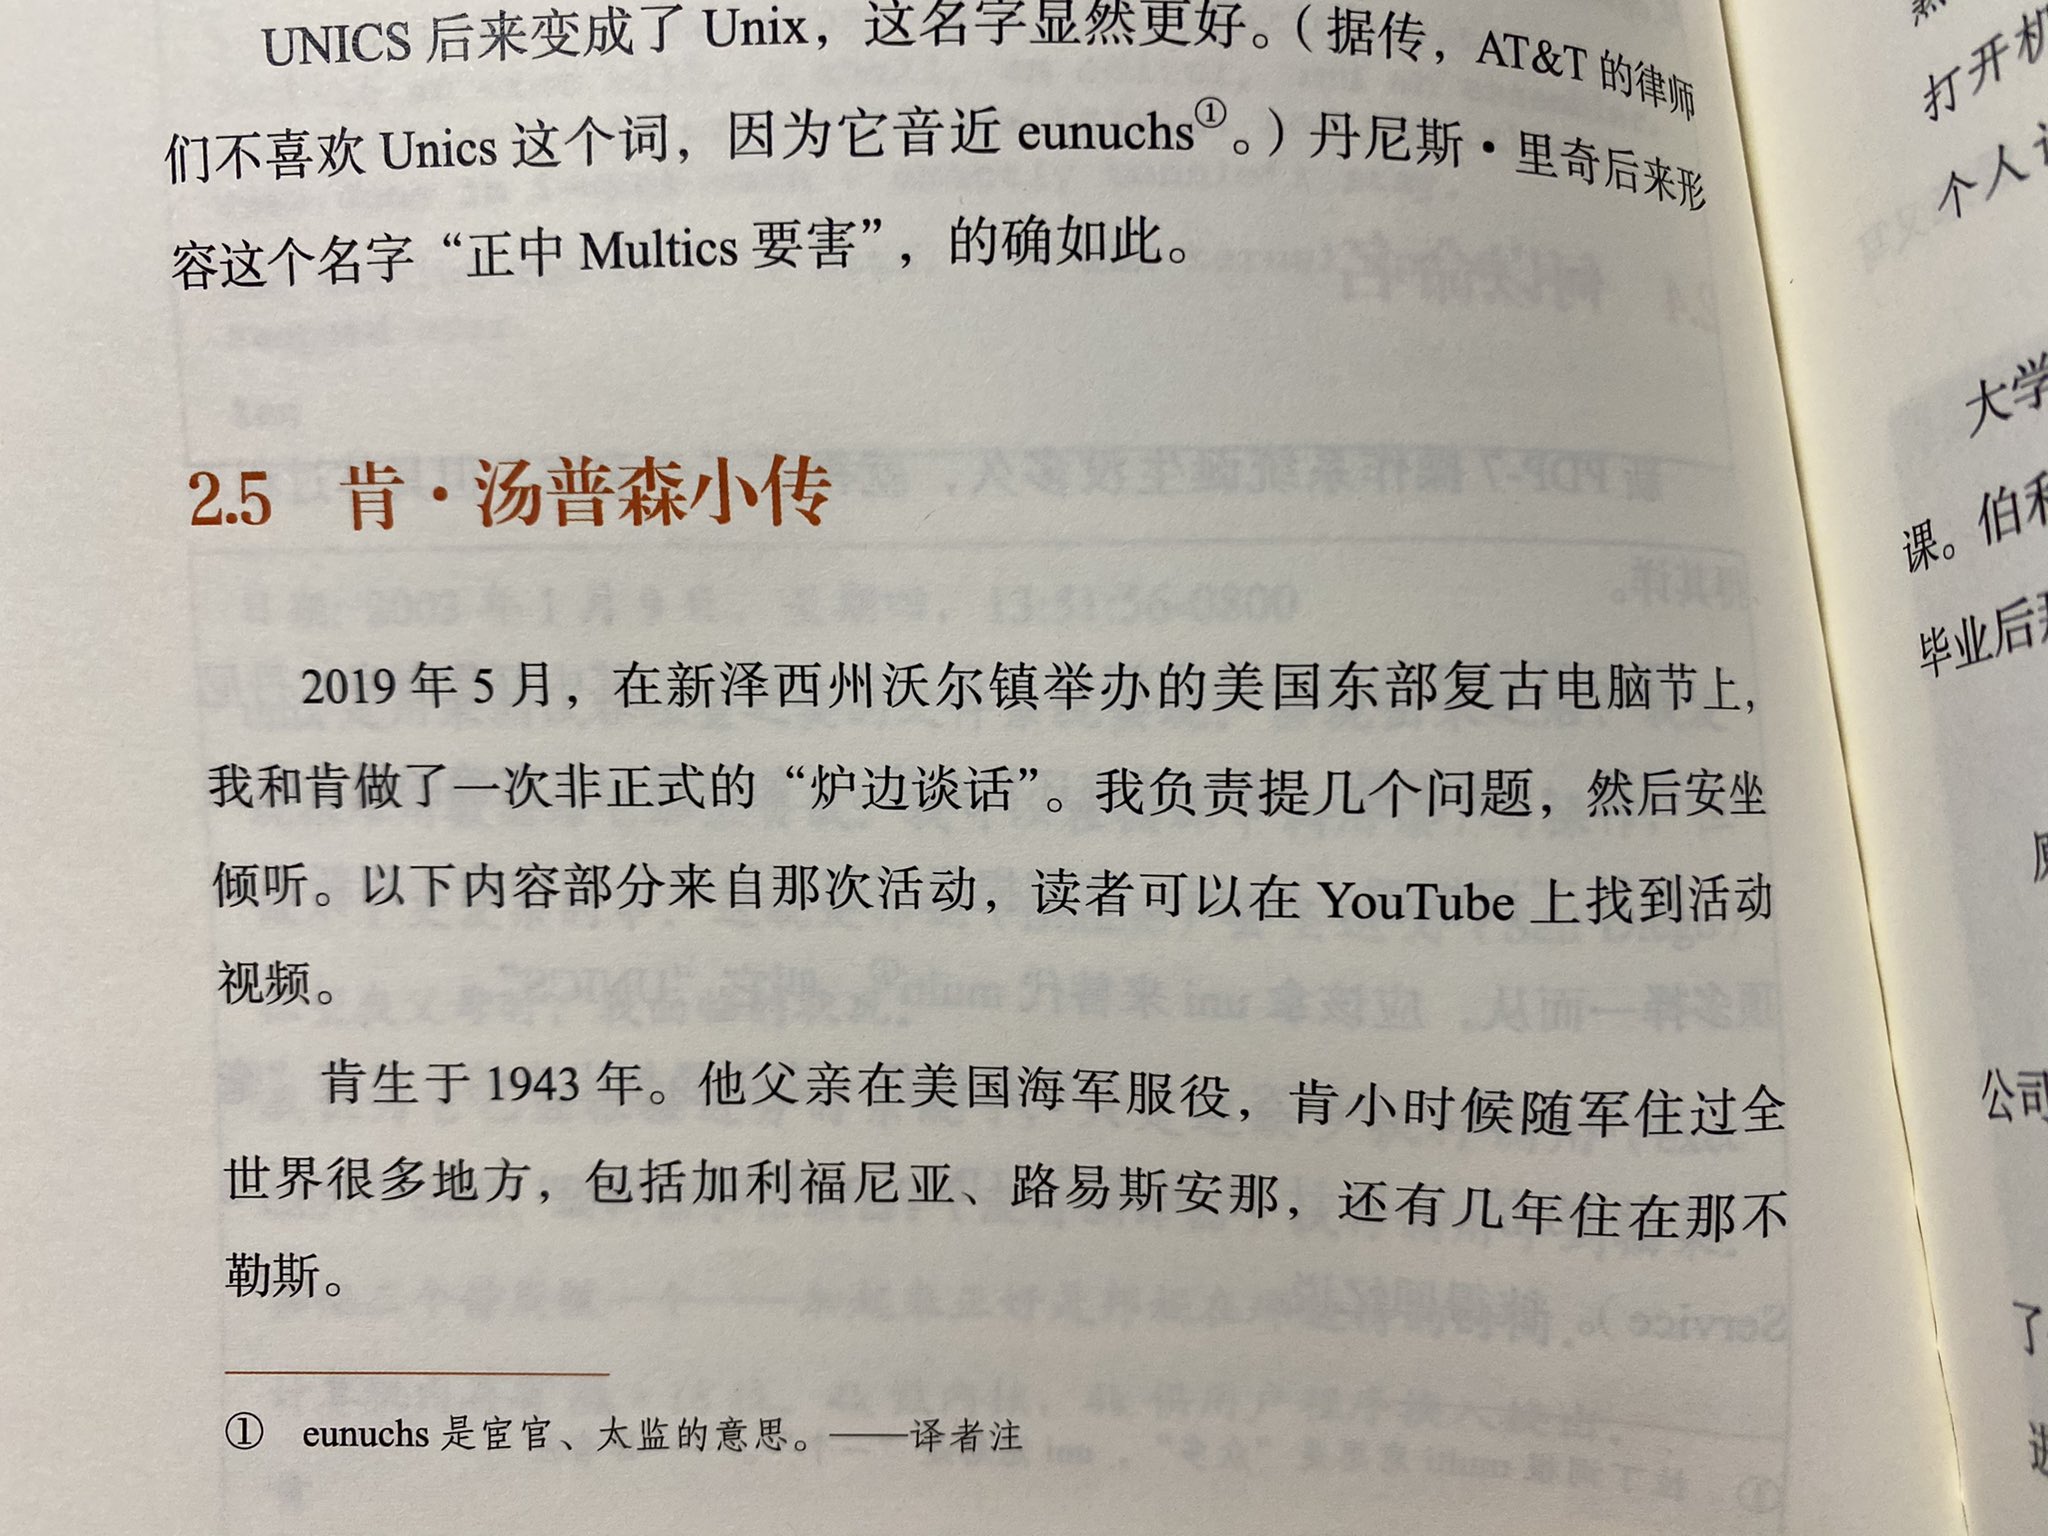 UNICS 后来变成了 Unix，这名字显然更好。（据传，AT&T 的律师
们不喜欢 Unics 这个词，因为它音近 eunuchs①。）丹尼斯·里奇后来形
容这个名字“正中 Multics 要害”，的确如此。
2.5 肯·汤普森小传
2019 年 5 月，在新泽西州沃尔镇举办的美国东部复古电脑节上，
我和肯做了一次非正式的“炉边谈话”。我负责提几个问题，然后安坐
倾听。以下内容部分来自那次活动，读者可以在 YouTube 上找到活动
视频。
肯生于 1943 年。他父亲在美国海军服役，肯小时候随军住过全
世界很多地方，包括加利福尼亚、路易斯安那，还有几年住在那不
勒斯。
① eunuchs 是宦官、太监的意思。——译者注
打开机
个人
大学
课。伯利
毕业后
公司
了